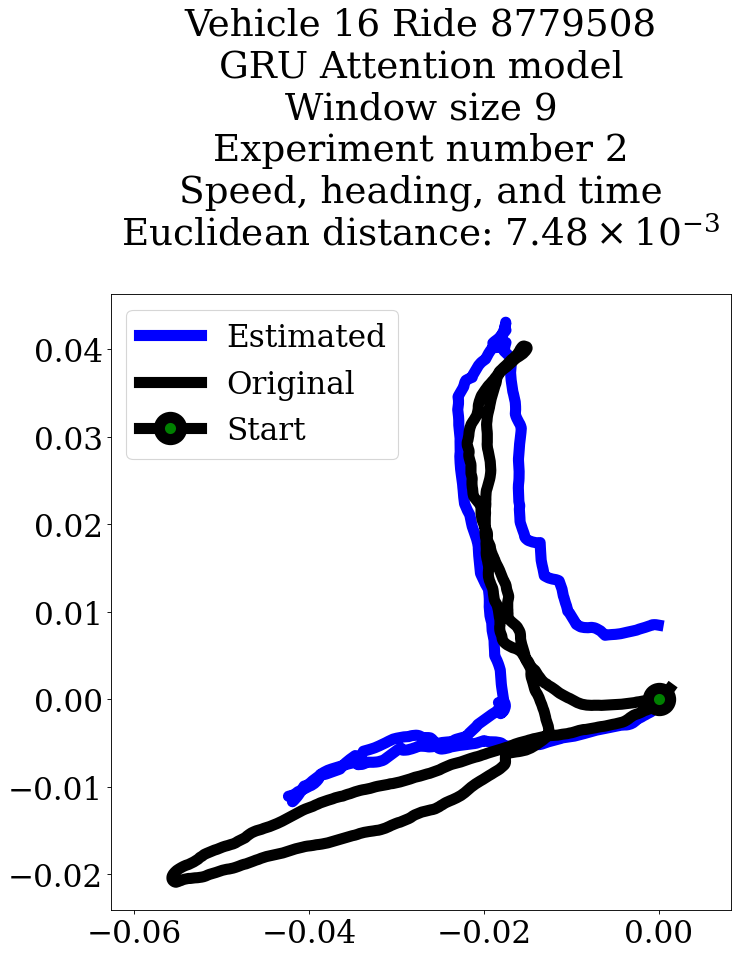 Vehicle 16 Ride 8779508
GRU Attention model
Window size 9
Experiment number 2
Speed, heading, and time
Euclidean distance: 7.48 × 10⁻³
Estimated
Original
Start
0.04
0.03
0.02
0.01
0.00
−0.01
−0.02
−0.06
−0.04
−0.02
0.00